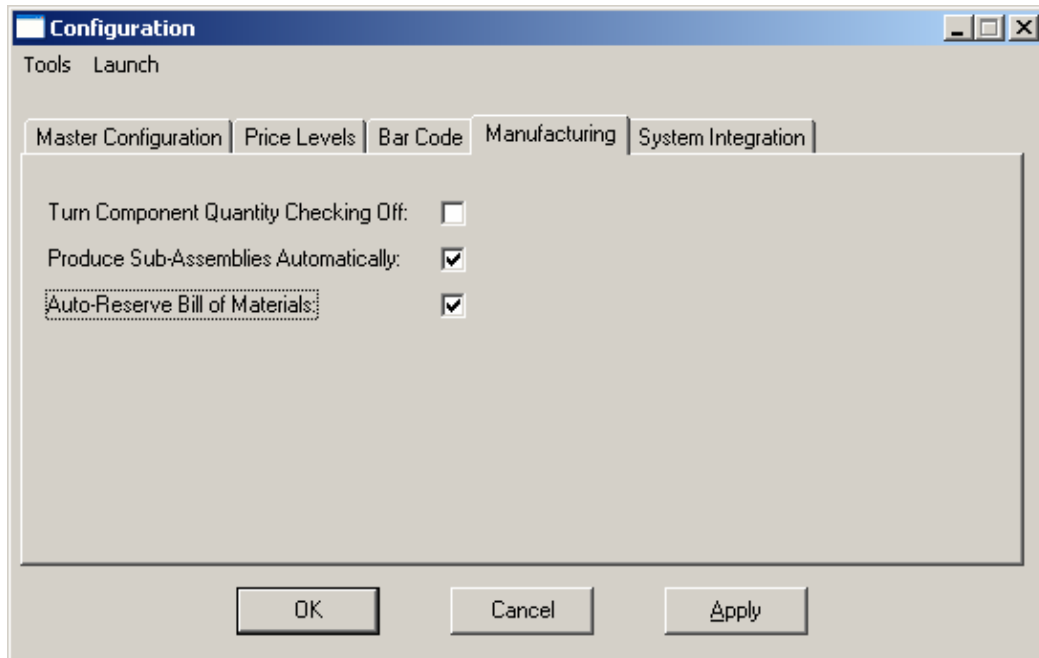 Configuration
Tools Launch
Master Configuration Price Levels Bar Code Manufacturing System Integration
Turn Component Quantity Checking Off:
Produce Sub-Assemblies Automatically:
Auto-Reserve Bill of Materials:
OK Cancel Apply